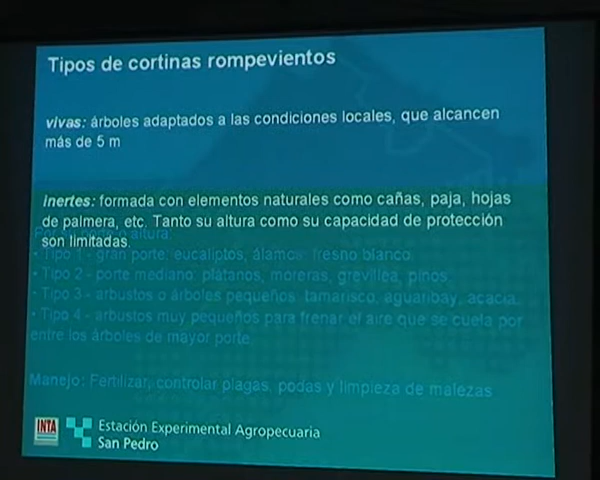 Tipos de cortinas rompevientos
vivas: árboles adaptados a las condiciones locales, que alcancen
más de 5 m
Inertes: formada con elementos naturales como cañas, paja, hojas
de palmera, etc. Tanto su altura como su capacidad de protección
altura:
son limitadas.
• Tipo 1 - gran porte: eucaliptos, álamos, fresno blanco
• Tipo 2 - porte mediano: plátanos, moreras, grevillea, pinos
• Tipo 3 - arbustos o árboles pequeños: tamarisco, aguaribay, acacia.
• Tipo 4 - arbustos muy pequeños para frenar el aire que se cuela por
entre los árboles de mayor porte
Manejo: Fertilizar, controlar plagas, podas y limpieza de malezas
INTA
Estación Experimental Agropecuaria
San Pedro